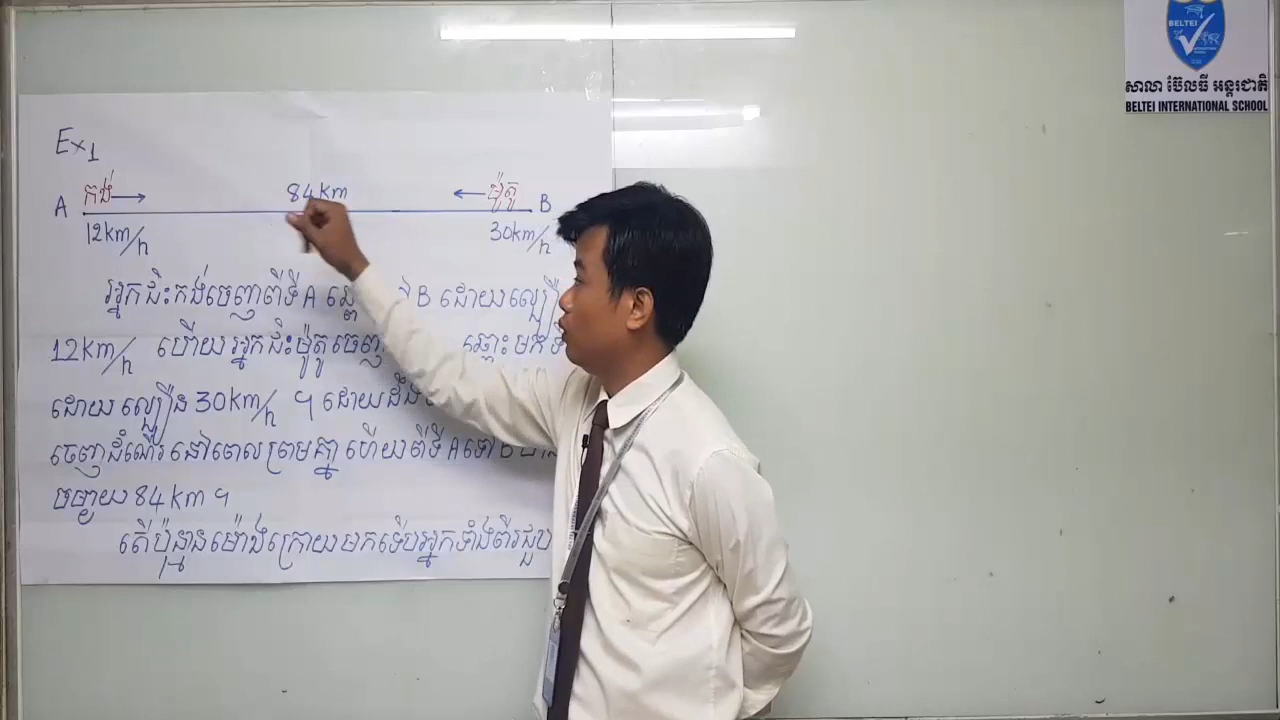 Ex1
A កង់ → 84km ← ម៉ូតូ B
12km/h 30km/h
អ្នកជិះកង់ចេញពីទី A ឆ្ពោះ B ដោយល្បឿន
12km/h ហើយអ្នកជិះម៉ូតូចេញ ឆ្ពោះមក
ដោយល្បឿន 30km/h ។ ដោយដឹង
ចេញដំណើរនៅពេលព្រមគ្នា ហើយពីទី A ទៅ B
ចម្ងាយ 84km ។
តើប៉ុន្មានម៉ោងក្រោយមកទើបអ្នកទាំងពីរជួប
BELTEI
សាលា ប៊ែលធី អន្តរជាតិ
BELTEI INTERNATIONAL SCHOOL